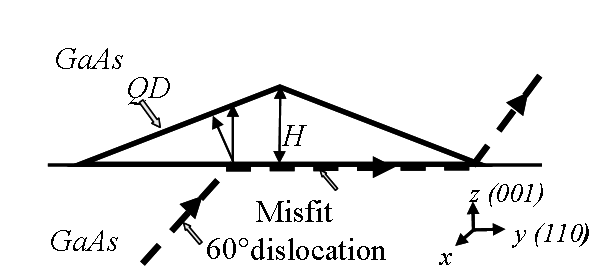 GaAs
QD
H
Misfit
60°dislocation
GaAs
z (001)
y (110)
x